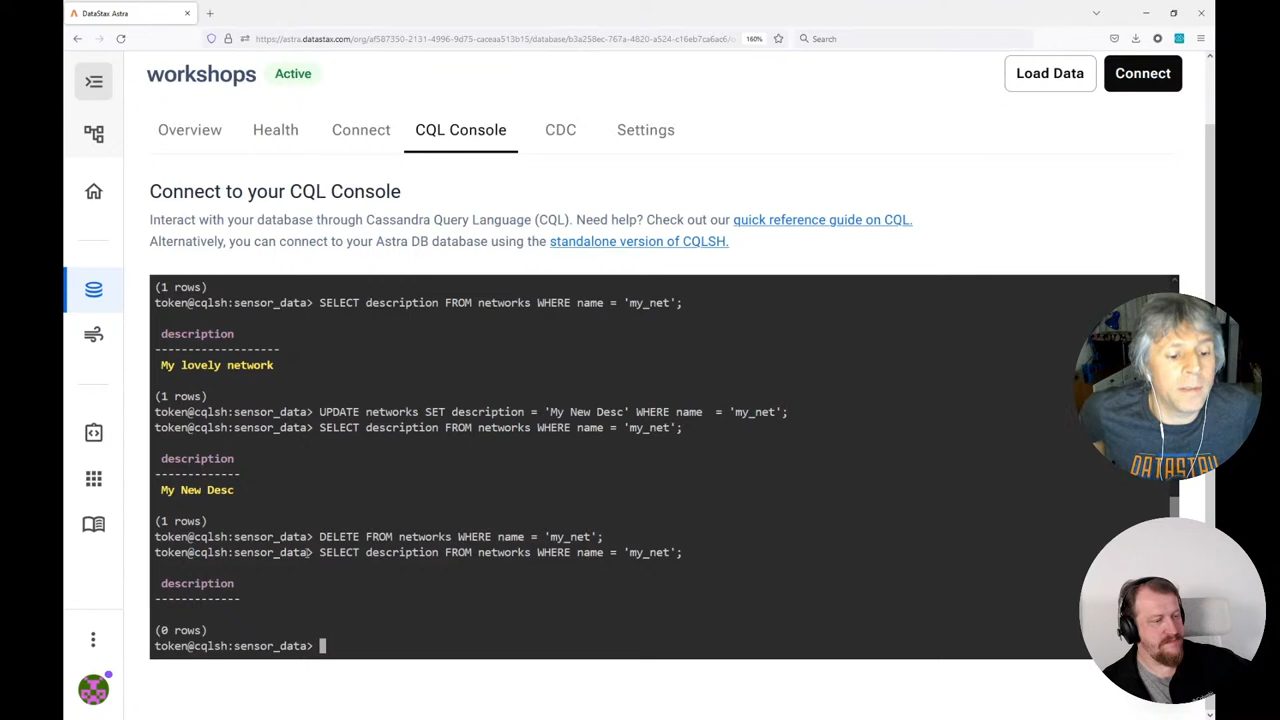 DataStax Astra
https://astra.datastax.com/org/af587350-2131-4996-9d75-caceaa513b15/database/b3a258ec-767a-4820-a524-c16eb7ca6ac6/
160%
Search
workshops
Active
Load Data
Connect
Overview
Health
Connect
CQL Console
CDC
Settings
Connect to your CQL Console
Interact with your database through Cassandra Query Language (CQL). Need help? Check out our quick reference guide on CQL.
Alternatively, you can connect to your Astra DB database using the standalone version of CQLSH.
(1 rows)
token@cqlsh:sensor_data> SELECT description FROM networks WHERE name = 'my_net';
description
-------------------
My lovely network
(1 rows)
token@cqlsh:sensor_data> UPDATE networks SET description = 'My New Desc' WHERE name  = 'my_net';
token@cqlsh:sensor_data> SELECT description FROM networks WHERE name = 'my_net';
description
-------------
My New Desc
(1 rows)
token@cqlsh:sensor_data> DELETE FROM networks WHERE name = 'my_net';
token@cqlsh:sensor_data> SELECT description FROM networks WHERE name = 'my_net';
description
-------------
(0 rows)
token@cqlsh:sensor_data>
DATASTAX